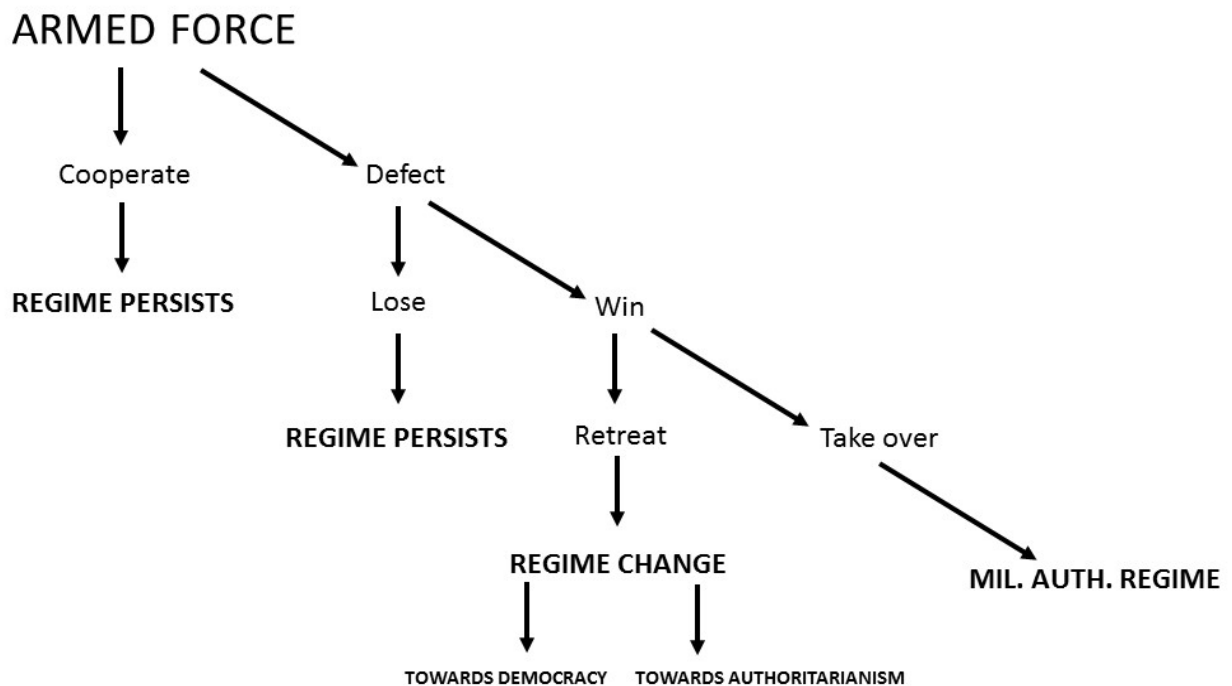 ARMED FORCE
Cooperate
Defect
REGIME PERSISTS
Lose
Win
REGIME PERSISTS
Retreat
Take over
REGIME CHANGE
MIL. AUTH. REGIME
TOWARDS DEMOCRACY
TOWARDS AUTHORITARIANISM